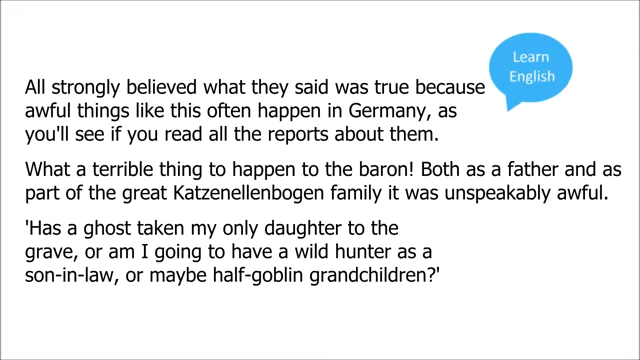 Learn
English
All strongly believed what they said was true because
awful things like this often happen in Germany, as
you'll see if you read all the reports about them.
What a terrible thing to happen to the baron! Both as a father and as
part of the great Katzenellenbogen family it was unspeakably awful.
'Has a ghost taken my only daughter to the
grave, or am I going to have a wild hunter as a
son-in-law, or maybe half-goblin grandchildren?'